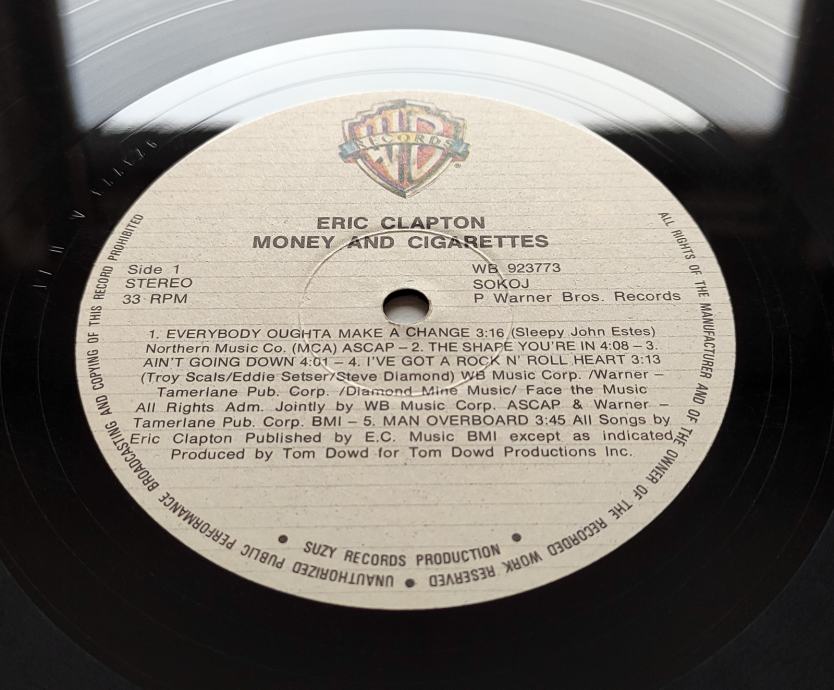 WB
RECORDS
ERIC CLAPTON
MONEY AND CIGARETTES
Side 1
STEREO
33 RPM
WB 923773
SOKOJ
P Warner Bros. Records
1. EVERYBODY OUGHTA MAKE A CHANGE 3:16 (Sleepy John Estes)
Northern Music Co. (MCA) ASCAP – 2. THE SHAPE YOU'RE IN 4:08 – 3.
AIN'T GOING DOWN 4:01 – 4. I'VE GOT A ROCK N' ROLL HEART 3:13
(Troy Scals/Eddie Setser/Steve Diamond) WB Music Corp. /Warner –
Tamerlane Pub. Corp. /Diamond Mine Music/ Face the Music
All Rights Adm. Jointly by WB Music Corp. ASCAP & Warner –
Tamerlane Pub. Corp. BMI – 5. MAN OVERBOARD 3:45 All Songs by
Eric Clapton Published by E.C. Music BMI except as indicated
Produced by Tom Dowd for Tom Dowd Productions Inc.
• SUZY RECORDS PRODUCTION •
ALL RIGHTS OF THE MANUFACTURER AND OF THE OWNER OF THE RECORDED WORK RESERVED • UNAUTHORIZED PUBLIC PERFORMANCE BROADCASTING AND COPYING OF THIS RECORD PROHIBITED